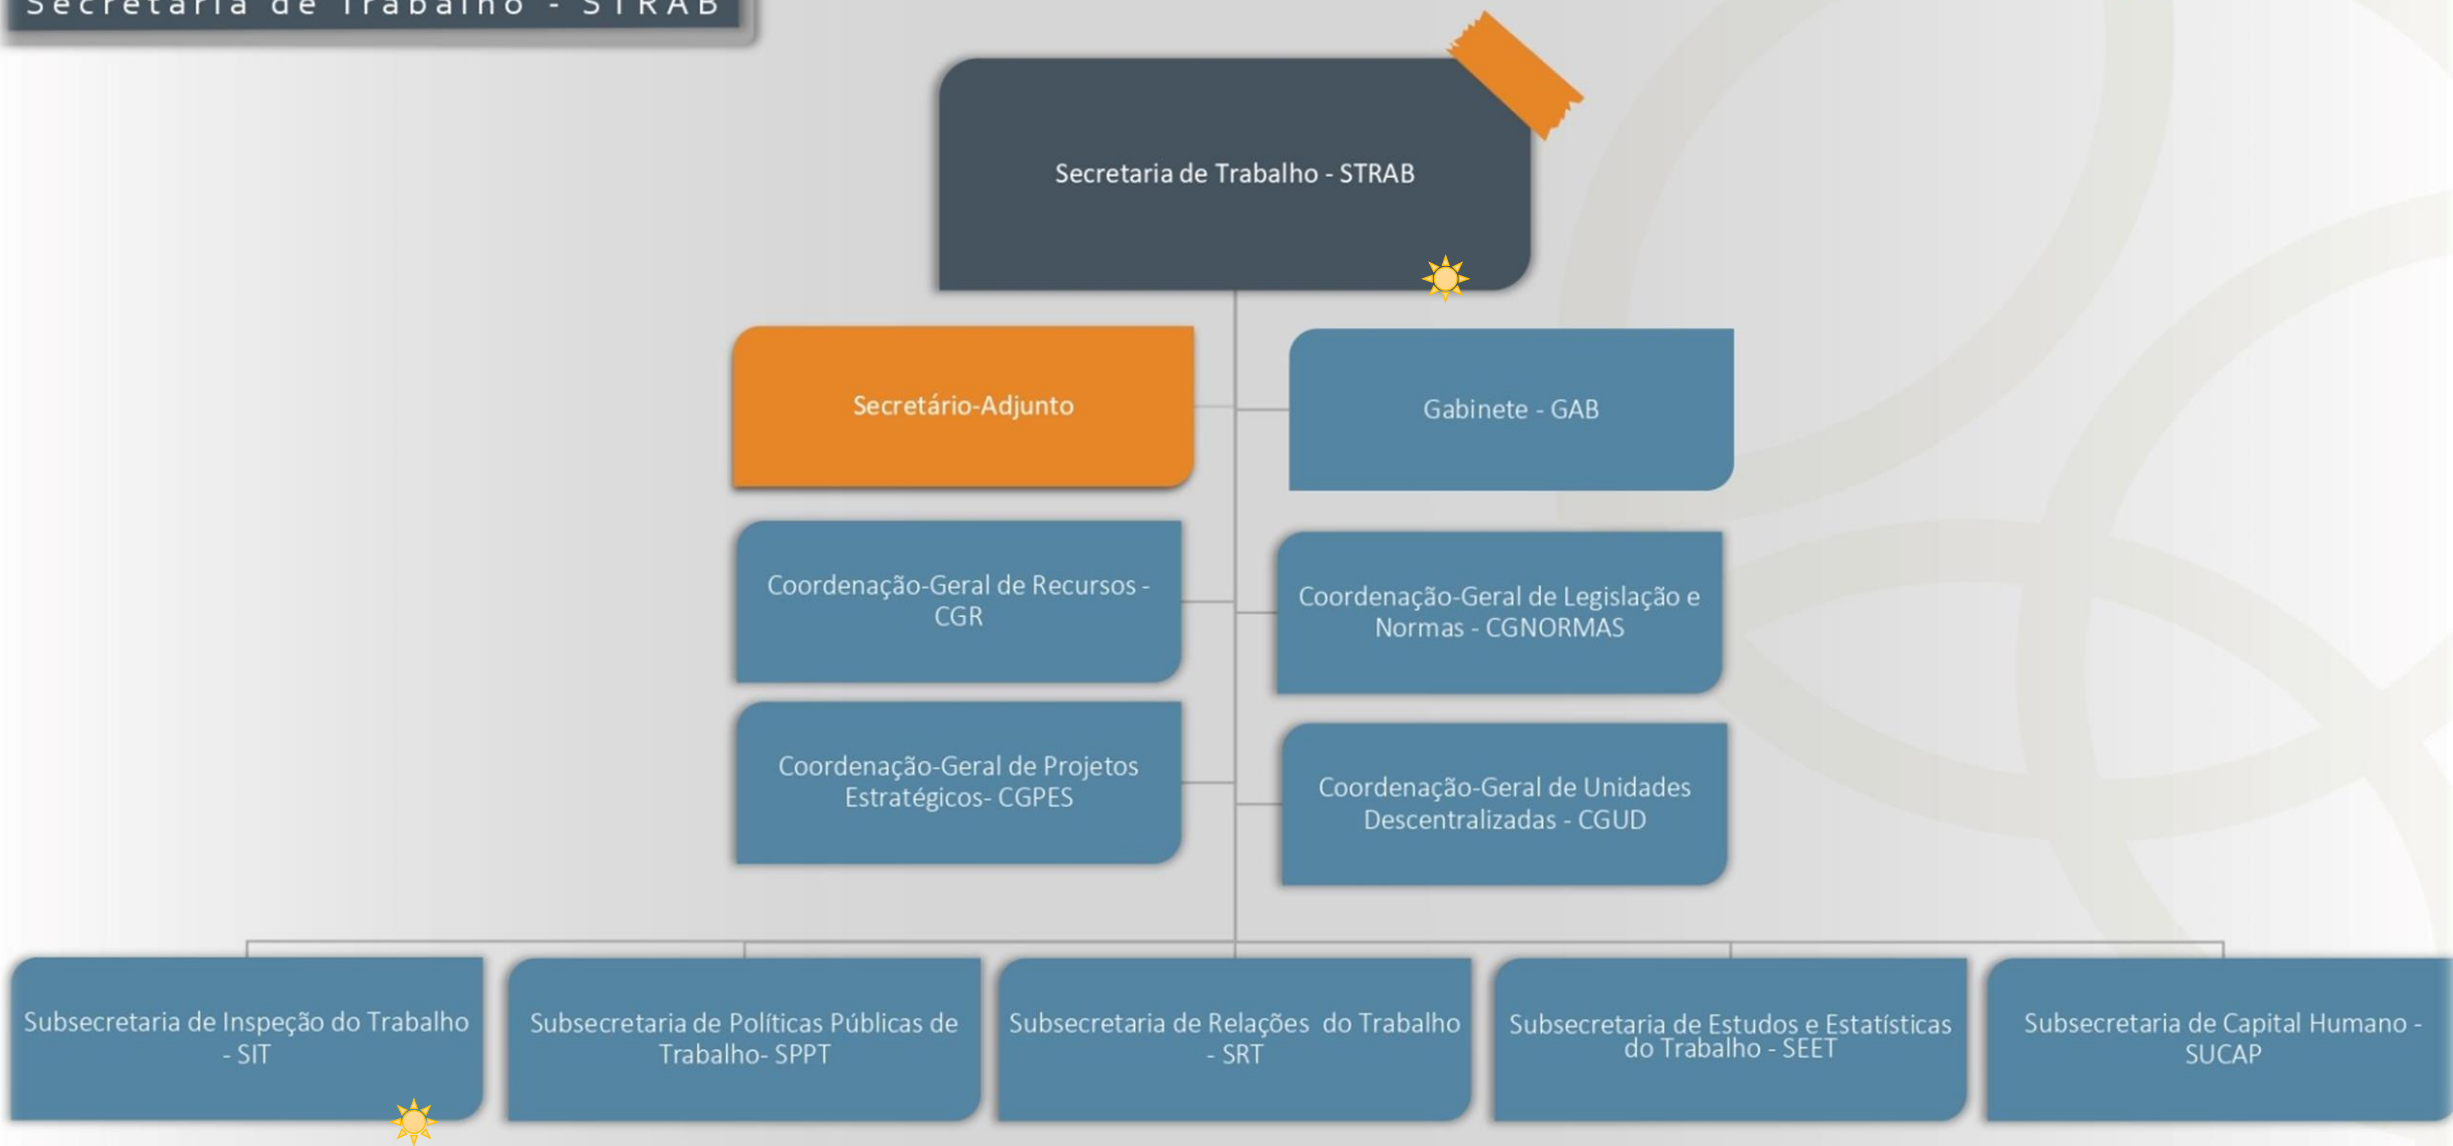 Secretaria de Trabalho - STRAB
Secretaria de Trabalho - STRAB
Secretário-Adjunto
Gabinete - GAB
Coordenação-Geral de Recursos -
CGR
Coordenação-Geral de Legislação e
Normas - CGNORMAS
Coordenação-Geral de Projetos
Estratégicos- CGPES
Coordenação-Geral de Unidades
Descentralizadas - CGUD
Subsecretaria de Inspeção do Trabalho
- SIT
Subsecretaria de Políticas Públicas de
Trabalho- SPPT
Subsecretaria de Relações  do Trabalho
- SRT
Subsecretaria de Estudos e Estatísticas
do Trabalho - SEET
Subsecretaria de Capital Humano -
SUCAP